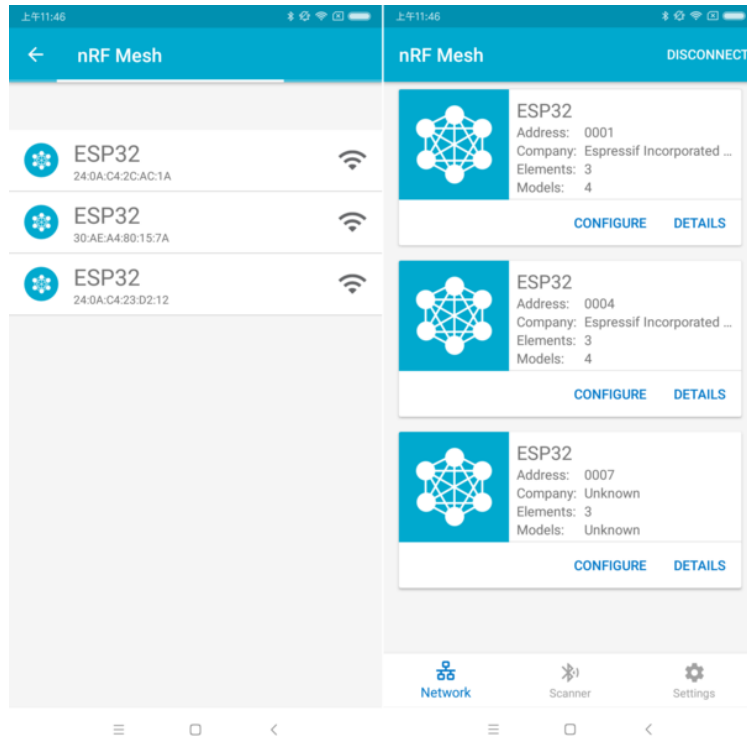 上午11:46
nRF Mesh
ESP32
24:0A:C4:2C:AC:1A
ESP32
30:AE:A4:80:15:7A
ESP32
24:0A:C4:23:D2:12
上午11:46
nRF Mesh DISCONNECT
ESP32
Address: 0001
Company: Espressif Incorporated ...
Elements: 3
Models: 4
CONFIGURE DETAILS
ESP32
Address: 0004
Company: Espressif Incorporated ...
Elements: 3
Models: 4
CONFIGURE DETAILS
ESP32
Address: 0007
Company: Unknown
Elements: 3
Models: Unknown
CONFIGURE DETAILS
Network Scanner Settings